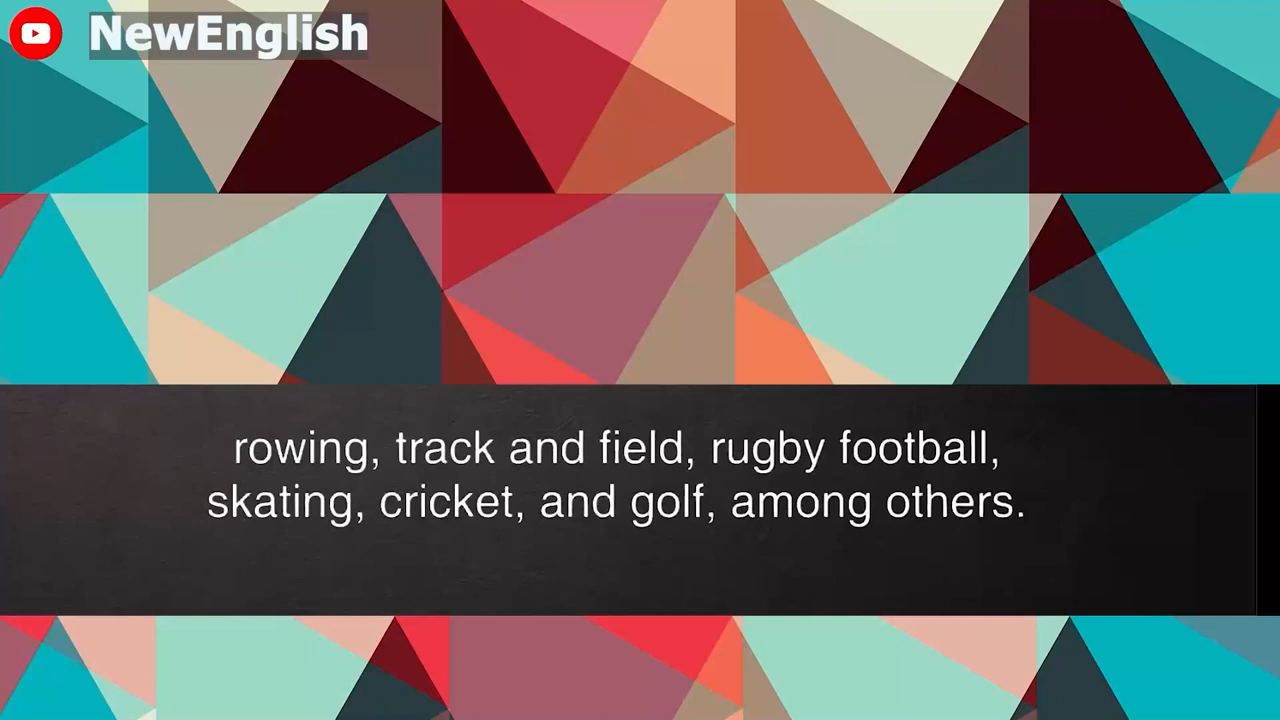 NewEnglish
rowing, track and field, rugby football,
skating, cricket, and golf, among others.